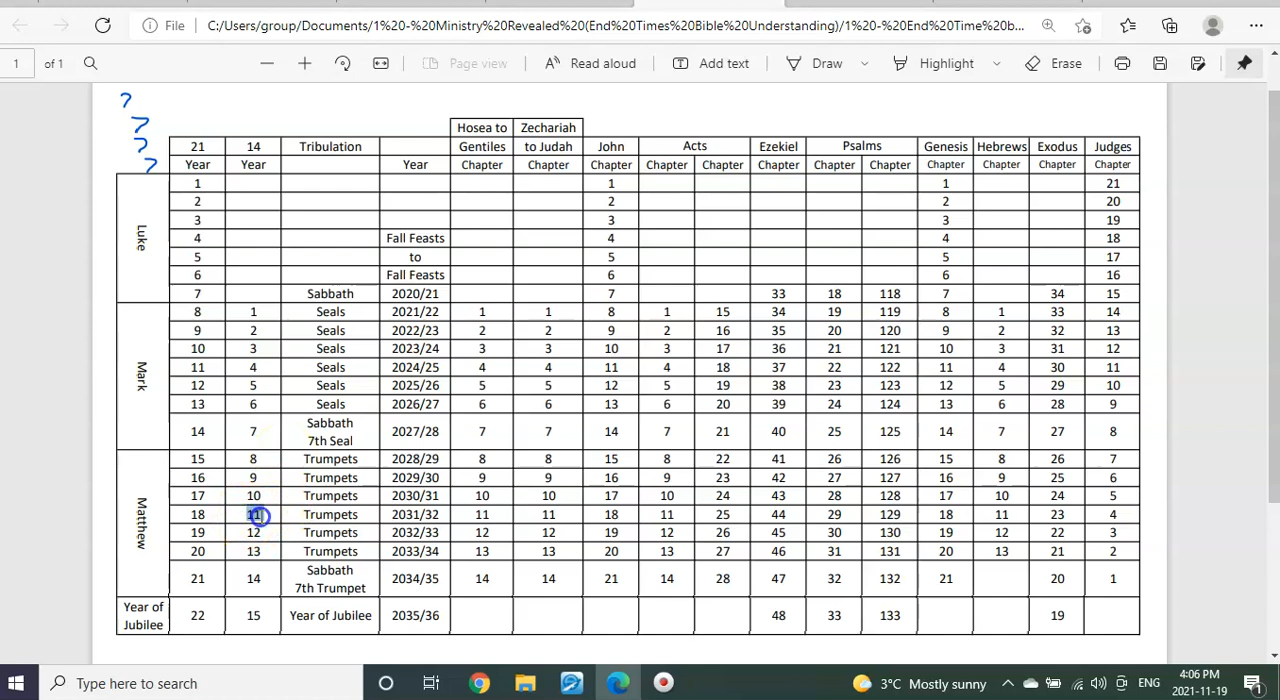 File C:/Users/group/Documents/1%20-%20Ministry%20Revealed%20(End%20Times%20Bible%20Understanding)/1%20-%20End%20Time%20b...
1 of 1 Page view Read aloud Add text Draw Highlight Erase
?
?
?
?
Hosea to Zechariah
21 14 Tribulation Gentiles to Judah John Acts Ezekiel Psalms Genesis Hebrews Exodus Judges
Year Year Year Chapter Chapter Chapter Chapter Chapter Chapter Chapter Chapter Chapter Chapter Chapter Chapter
Luke
1 1 1 21
2 2 2 20
3 3 3 19
4 Fall Feasts 4 4 18
5 to 5 5 17
6 Fall Feasts 6 6 16
7 Sabbath 2020/21 7 33 18 118 7 34 15
Mark
8 1 Seals 2021/22 1 1 8 1 15 34 19 119 8 1 33 14
9 2 Seals 2022/23 2 2 9 2 16 35 20 120 9 2 32 13
10 3 Seals 2023/24 3 3 10 3 17 36 21 121 10 3 31 12
11 4 Seals 2024/25 4 4 11 4 18 37 22 122 11 4 30 11
12 5 Seals 2025/26 5 5 12 5 19 38 23 123 12 5 29 10
13 6 Seals 2026/27 6 6 13 6 20 39 24 124 13 6 28 9
Sabbath
14 7 7th Seal 2027/28 7 7 14 7 21 40 25 125 14 7 27 8
Matthew
15 8 Trumpets 2028/29 8 8 15 8 22 41 26 126 15 8 26 7
16 9 Trumpets 2029/30 9 9 16 9 23 42 27 127 16 9 25 6
17 10 Trumpets 2030/31 10 10 17 10 24 43 28 128 17 10 24 5
18 11 Trumpets 2031/32 11 11 18 11 25 44 29 129 18 11 23 4
19 12 Trumpets 2032/33 12 12 19 12 26 45 30 130 19 12 22 3
20 13 Trumpets 2033/34 13 13 20 13 27 46 31 131 20 13 21 2
Sabbath
21 14 7th Trumpet 2034/35 14 14 21 14 28 47 32 132 21 20 1
Year of
Jubilee 22 15 Year of Jubilee 2035/36 48 33 133 19
Type here to search 3°C Mostly sunny ENG 4:06 PM
2021-11-19
1